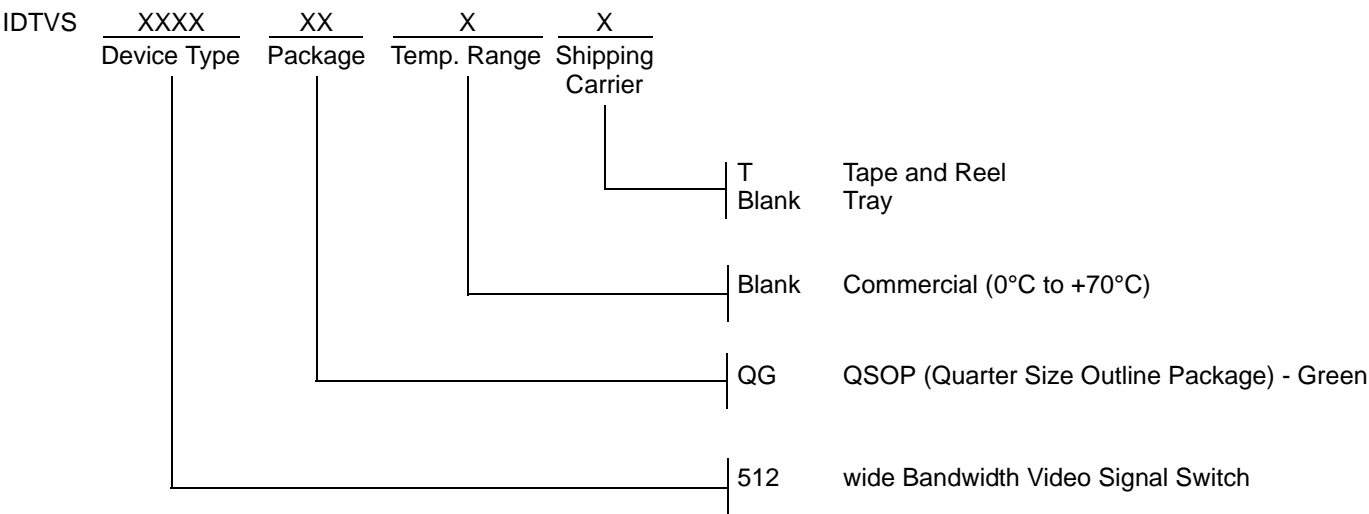 IDTVS XXXX XX X X
Device Type Package Temp. Range Shipping
Carrier
T Tape and Reel
Blank Tray
Blank Commercial (0°C to +70°C)
QG QSOP (Quarter Size Outline Package) - Green
512 wide Bandwidth Video Signal Switch